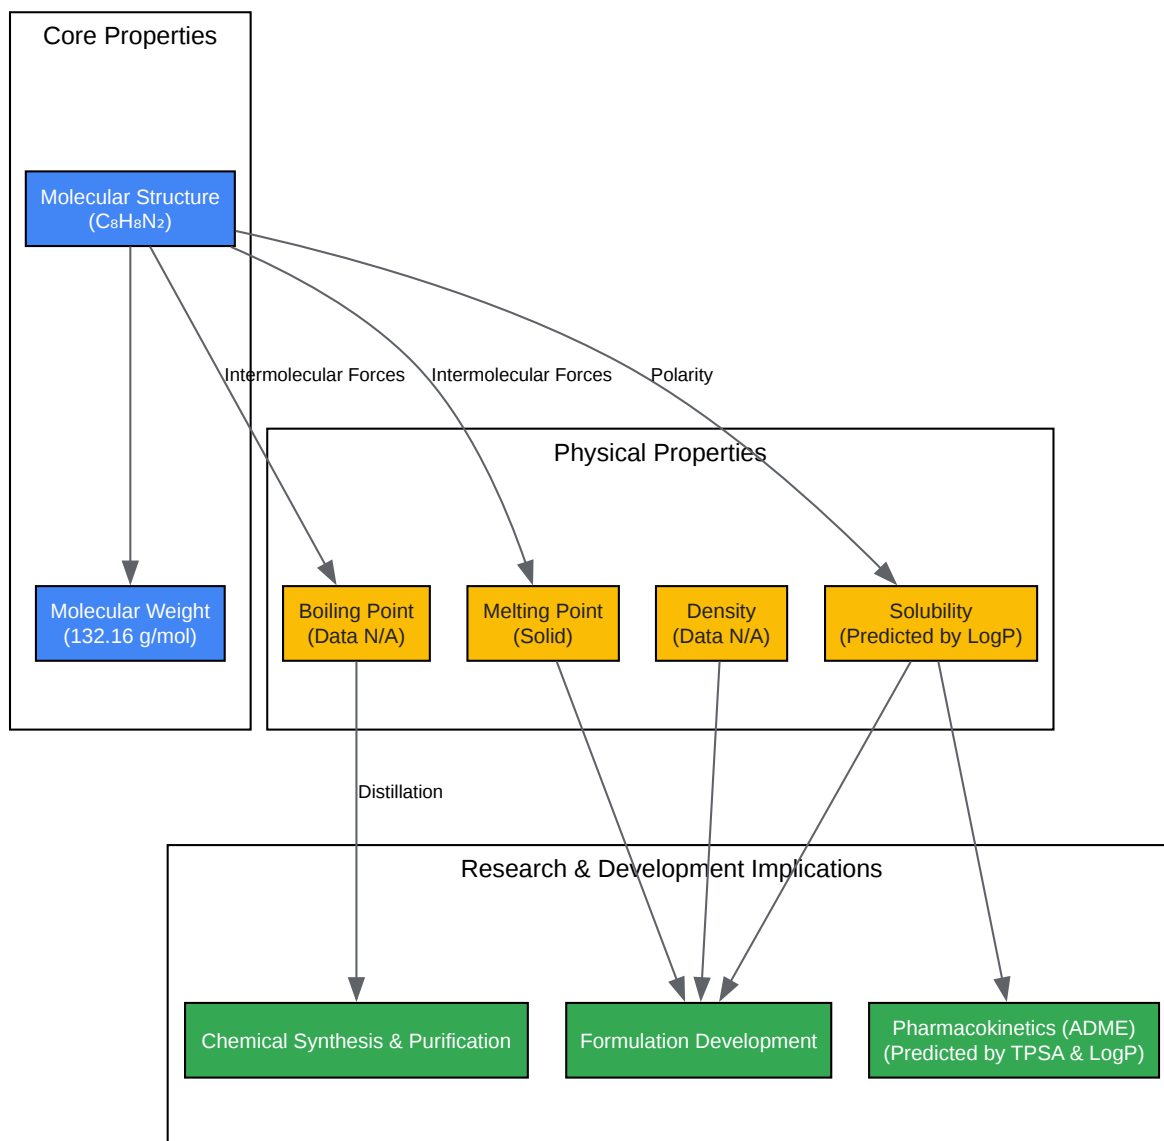 Core Properties
Molecular Structure
(C₈H₈N₂)
Intermolecular Forces
Intermolecular Forces
Polarity
Physical Properties
Molecular Weight
(132.16 g/mol)
Boiling Point
(Data N/A)
Melting Point
(Solid)
Density
(Data N/A)
Solubility
(Predicted by LogP)
Distillation
Research & Development Implications
Chemical Synthesis & Purification
Formulation Development
Pharmacokinetics (ADME)
(Predicted by TPSA & LogP)